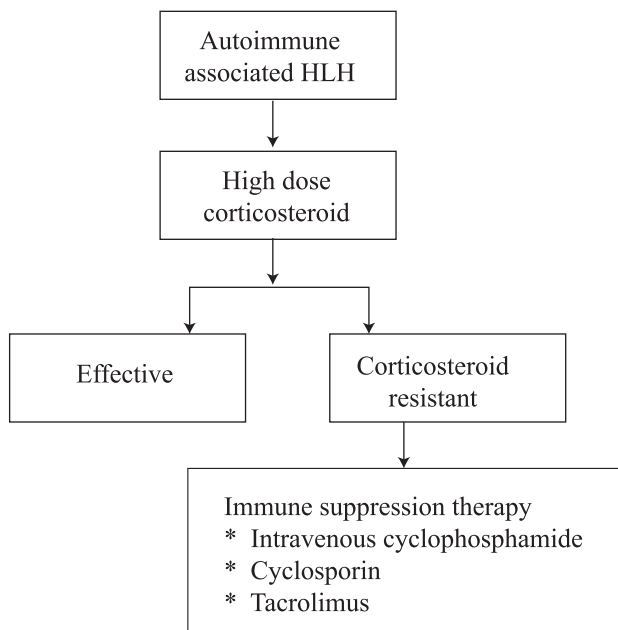 Autoimmune
associated HLH
High dose
corticosteroid
Effective
Corticosteroid
resistant
Immune suppression therapy
* Intravenous cyclophosphamide
* Cyclosporin
* Tacrolimus